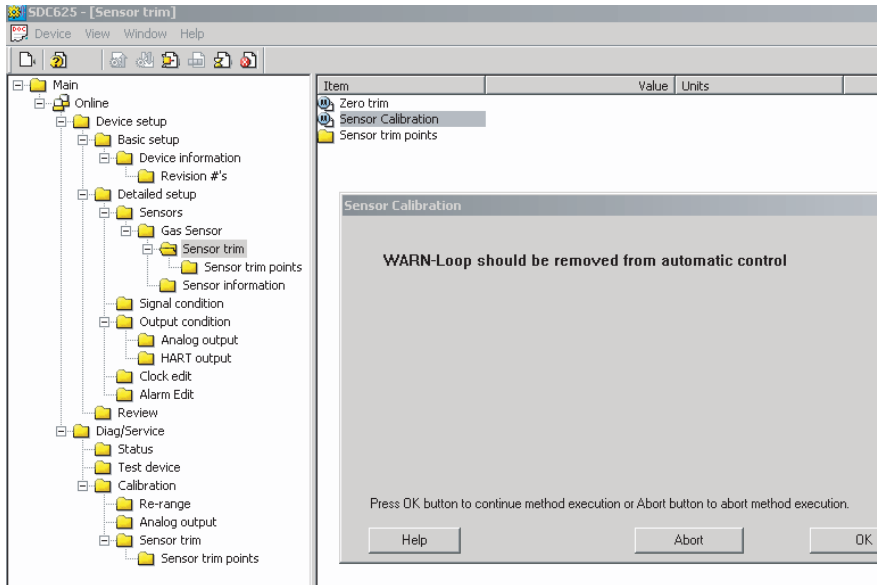 SDC625 - [Sensor trim]
Device View Window Help
Main
Online
Device setup
Basic setup
Device information
Revision #'s
Detailed setup
Sensors
Gas Sensor
Sensor trim
Sensor trim points
Sensor information
Signal condition
Output condition
Analog output
HART output
Clock edit
Alarm Edit
Review
Diag/Service
Status
Test device
Calibration
Re-range
Analog output
Sensor trim
Sensor trim points
Item Value Units
Zero trim
Sensor Calibration
Sensor trim points
Sensor Calibration
WARN-Loop should be removed from automatic control
Press OK button to continue method execution or Abort button to abort method execution.
Help Abort OK